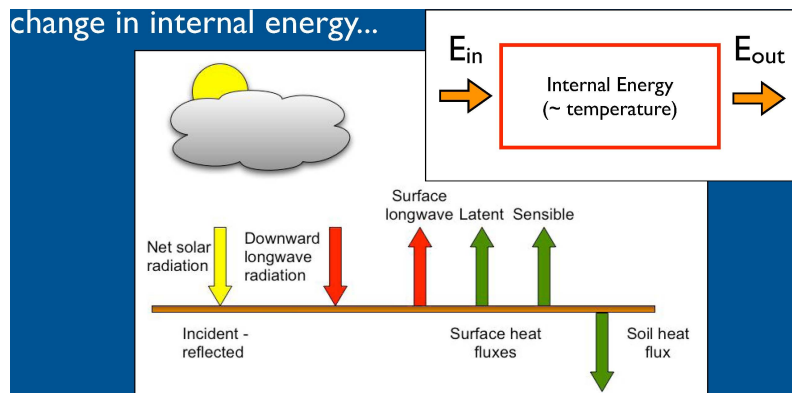 change in internal energy...
Ein
Eout
Internal Energy
(~ temperature)
Surface
longwave
Latent
Sensible
Net solar
radiation
Downward
longwave
radiation
Incident -
reflected
Surface heat
fluxes
Soil heat
flux